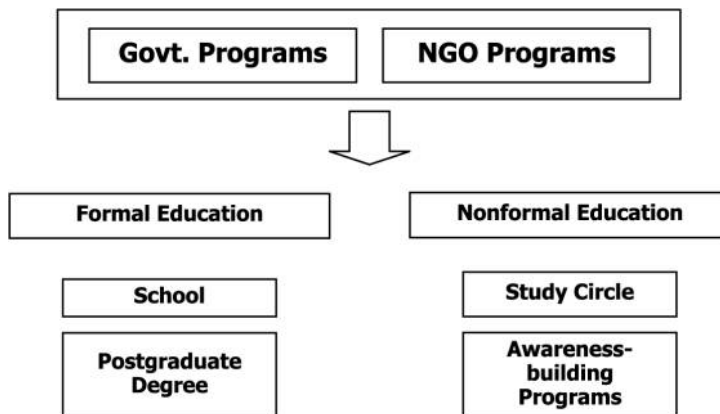 Govt. Programs
NGO Programs
Formal Education
Nonformal Education
School
Study Circle
Postgraduate
Degree
Awareness-
building
Programs